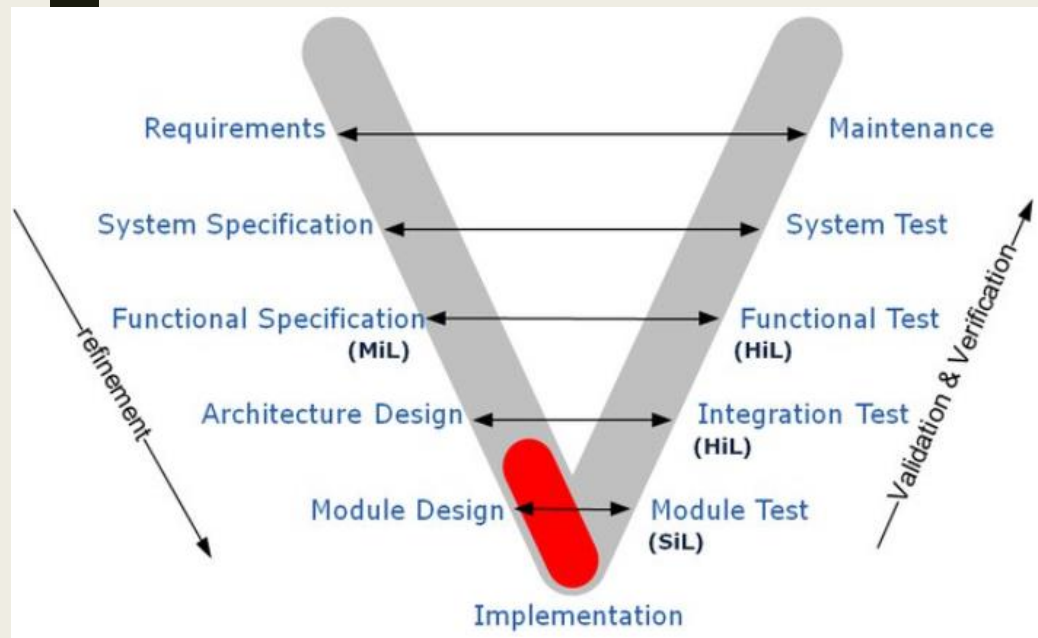 Requirements
Maintenance
System Specification
System Test
Functional Specification
(MiL)
Functional Test
(HiL)
Architecture Design
Integration Test
(HiL)
Module Design
Module Test
(SiL)
Implementation
refinement
Validation & Verification